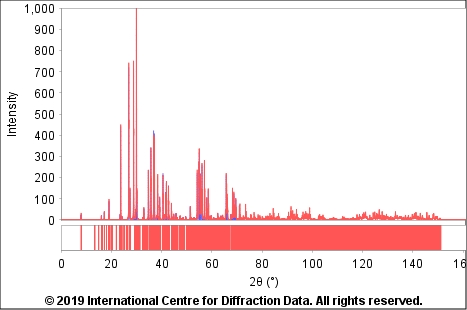 1,000
900
800
700
600
500
400
300
200
100
0
Intensity
0 20 40 60 80 100 120 140 16
2θ (°)
© 2019 International Centre for Diffraction Data. All rights reserved.